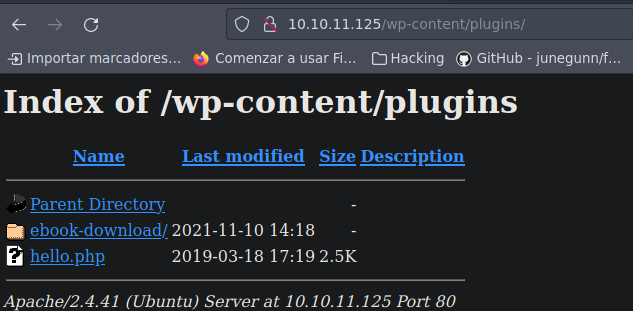 10.10.11.125/wp-content/plugins/
Importar marcadores… Comenzar a usar Fi… Hacking GitHub - junegunn/f…
Index of /wp-content/plugins
Name Last modified Size Description
Parent Directory -
ebook-download/ 2021-11-10 14:18 -
hello.php 2019-03-18 17:19 2.5K
Apache/2.4.41 (Ubuntu) Server at 10.10.11.125 Port 80